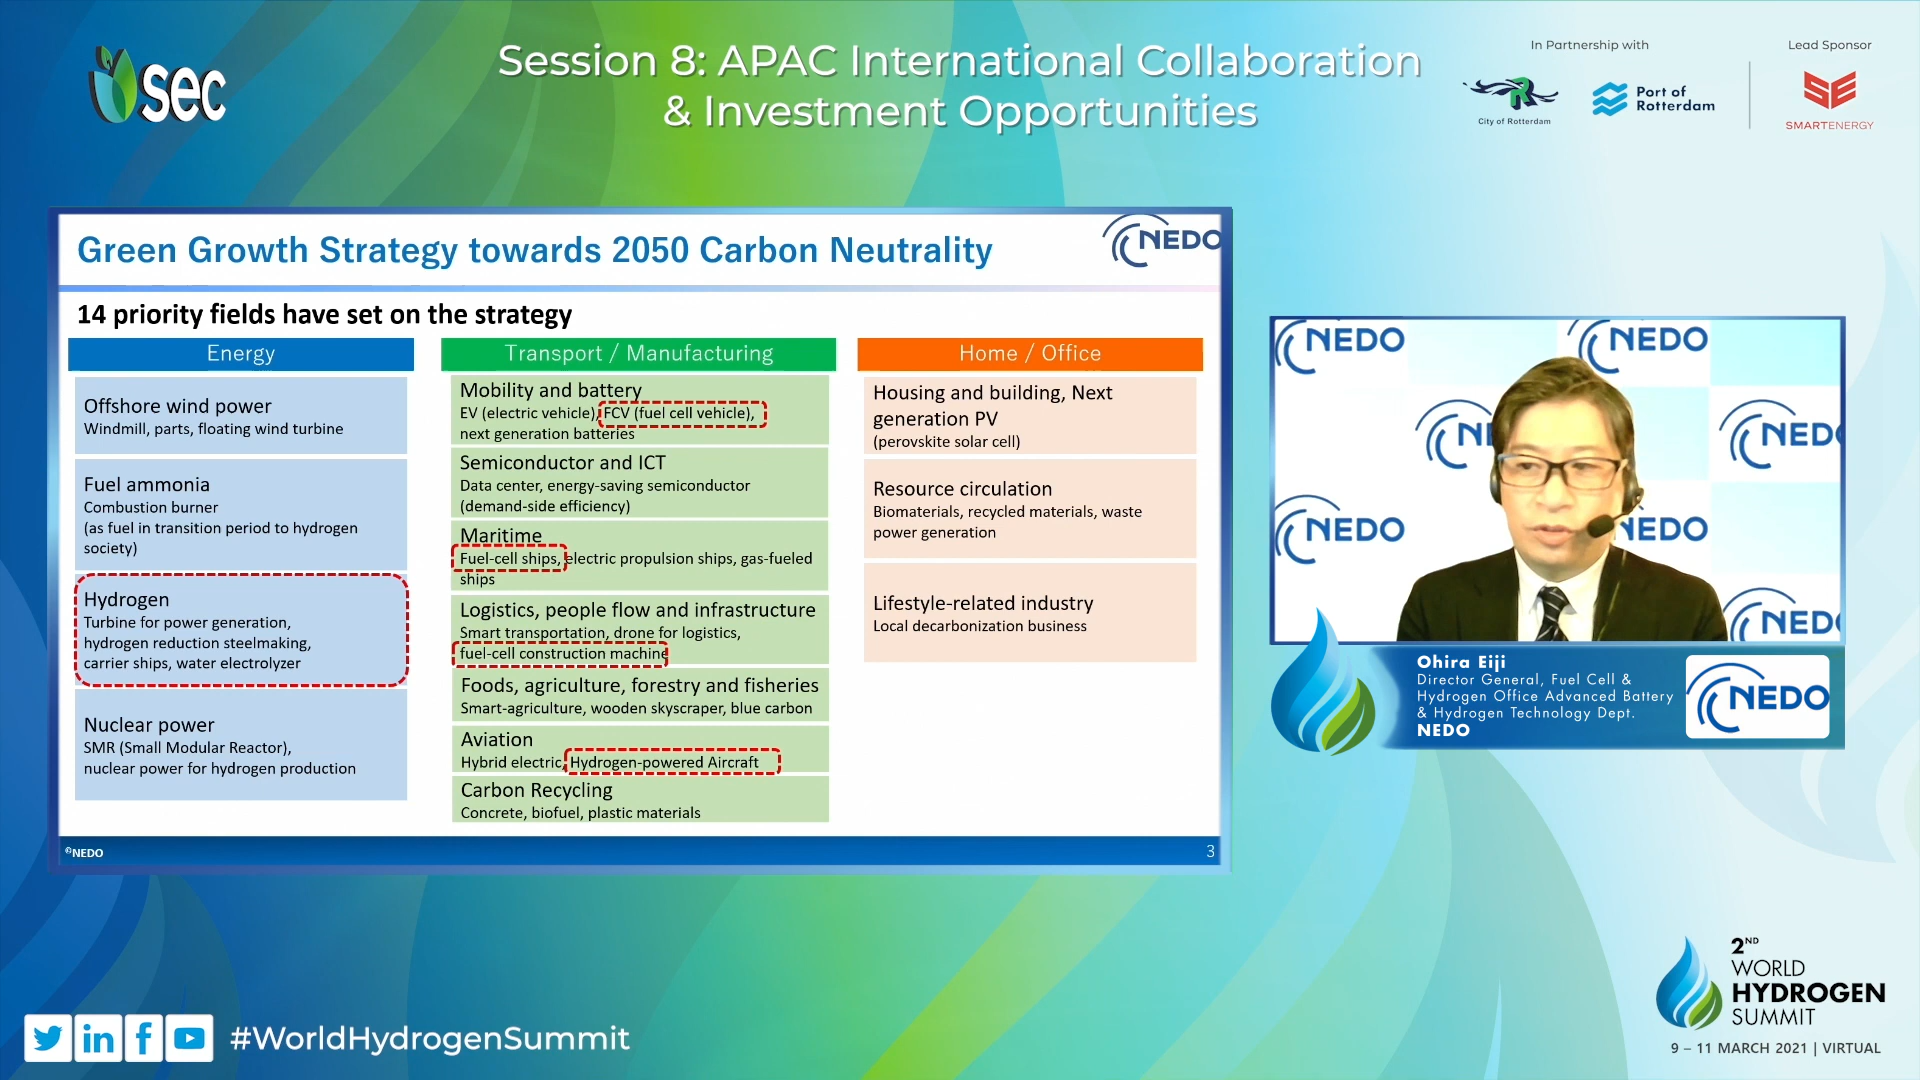 sec
Session 8: APAC International Collaboration
& Investment Opportunities
In Partnership with
City of Rotterdam
Port of
Rotterdam
Lead Sponsor
SMARTENERGY
Green Growth Strategy towards 2050 Carbon Neutrality
NEDO
14 priority fields have set on the strategy
Energy
Offshore wind power
Windmill, parts, floating wind turbine
Fuel ammonia
Combustion burner
(as fuel in transition period to hydrogen
society)
Hydrogen
Turbine for power generation,
hydrogen reduction steelmaking,
carrier ships, water electrolyzer
Nuclear power
SMR (Small Modular Reactor),
nuclear power for hydrogen production
Transport / Manufacturing
Mobility and battery
EV (electric vehicle), FCV (fuel cell vehicle),
next generation batteries
Semiconductor and ICT
Data center, energy-saving semiconductor
(demand-side efficiency)
Maritime
Fuel-cell ships, electric propulsion ships, gas-fueled
ships
Logistics, people flow and infrastructure
Smart transportation, drone for logistics,
fuel-cell construction machine
Foods, agriculture, forestry and fisheries
Smart-agriculture, wooden skyscraper, blue carbon
Aviation
Hybrid electric, Hydrogen-powered Aircraft
Carbon Recycling
Concrete, biofuel, plastic materials
Home / Office
Housing and building, Next
generation PV
(perovskite solar cell)
Resource circulation
Biomaterials, recycled materials, waste
power generation
Lifestyle-related industry
Local decarbonization business
©NEDO
3
NEDO
NEDO
NEDO
NEDO
NEDO
NEDO
Ohira Eiji
Director General, Fuel Cell &
Hydrogen Office Advanced Battery
& Hydrogen Technology Dept.
NEDO
NEDO
#WorldHydrogenSummit
2ND
WORLD
HYDROGEN
SUMMIT
9 – 11 MARCH 2021 | VIRTUAL